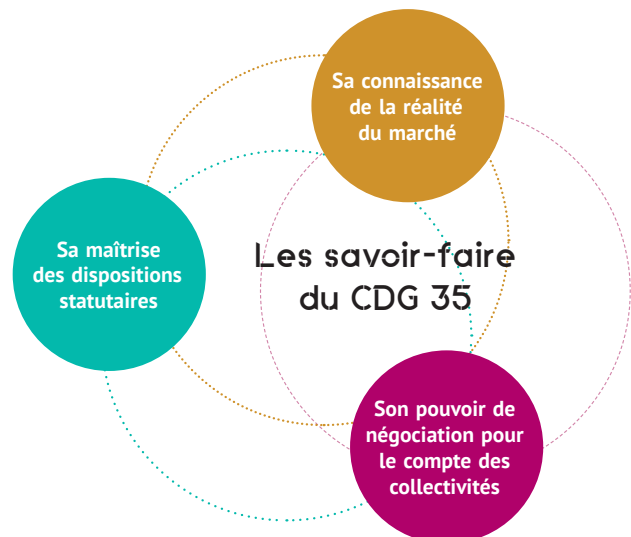 Sa connaissance
de la réalité
du marché
Sa maîtrise
des dispositions
statutaires
Les savoir-faire
du CDG 35
Son pouvoir de
négociation pour
le compte des
collectivités